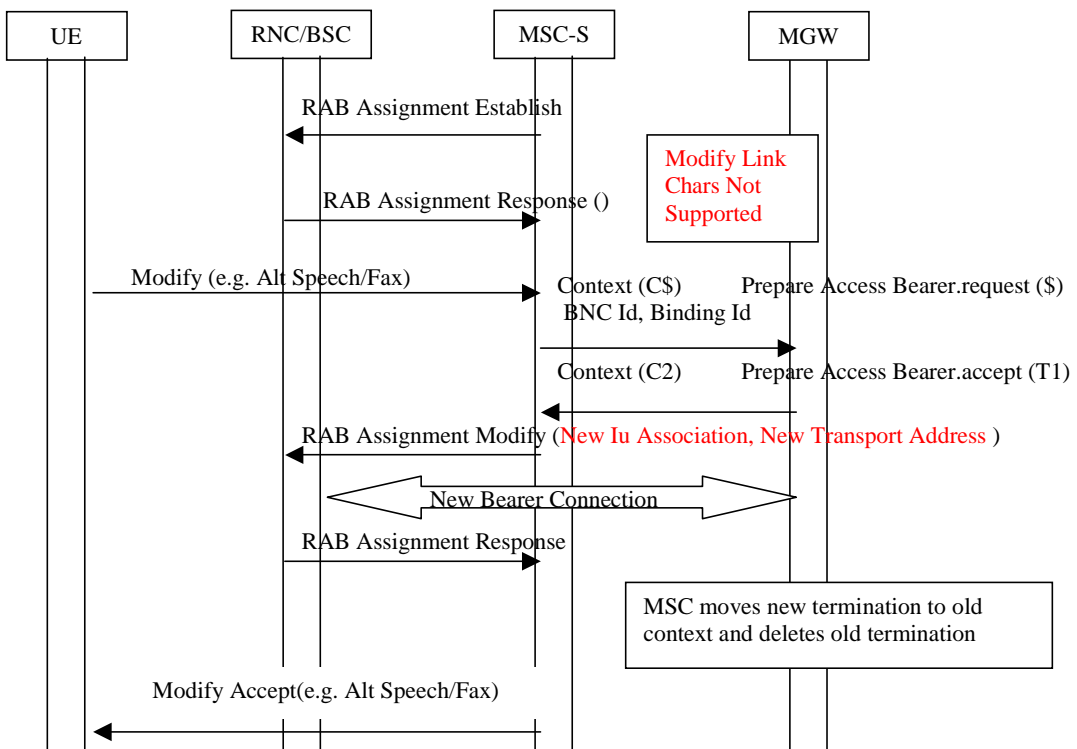 UE
RNC/BSC
MSC-S
MGW
RAB Assignment Establish
Modify Link
Chars Not
Supported
RAB Assignment Response ()
Modify (e.g. Alt Speech/Fax)
Context (C$) Prepare Access Bearer.request ($)
BNC Id, Binding Id
Context (C2) Prepare Access Bearer.accept (T1)
RAB Assignment Modify (New Iu Association, New Transport Address )
New Bearer Connection
RAB Assignment Response
MSC moves new termination to old
context and deletes old termination
Modify Accept(e.g. Alt Speech/Fax)